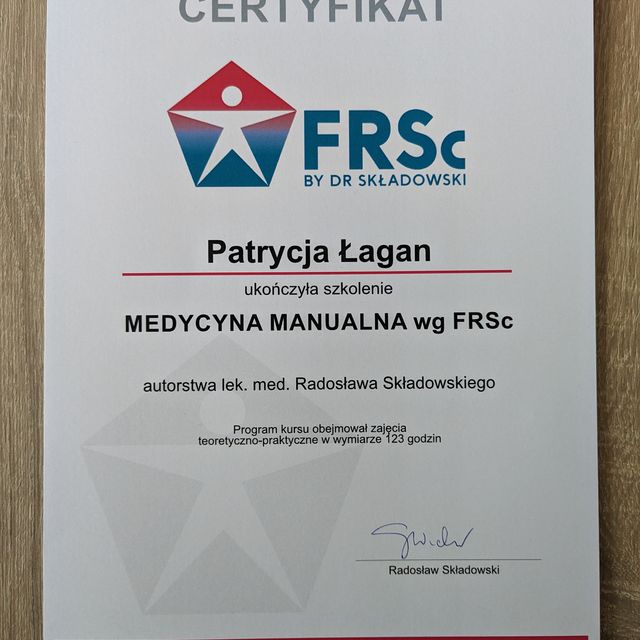 CERTYFIKAT
FRSc
BY DR SKŁADOWSKI
Patrycja Łagan
ukończyła szkolenie
MEDYCYNA MANUALNA wg FRSc
autorstwa lek. med. Radosława Składowskiego
Program kursu obejmował zajęcia
teoretyczno-praktyczne w wymiarze 123 godzin
Radosław Składowski